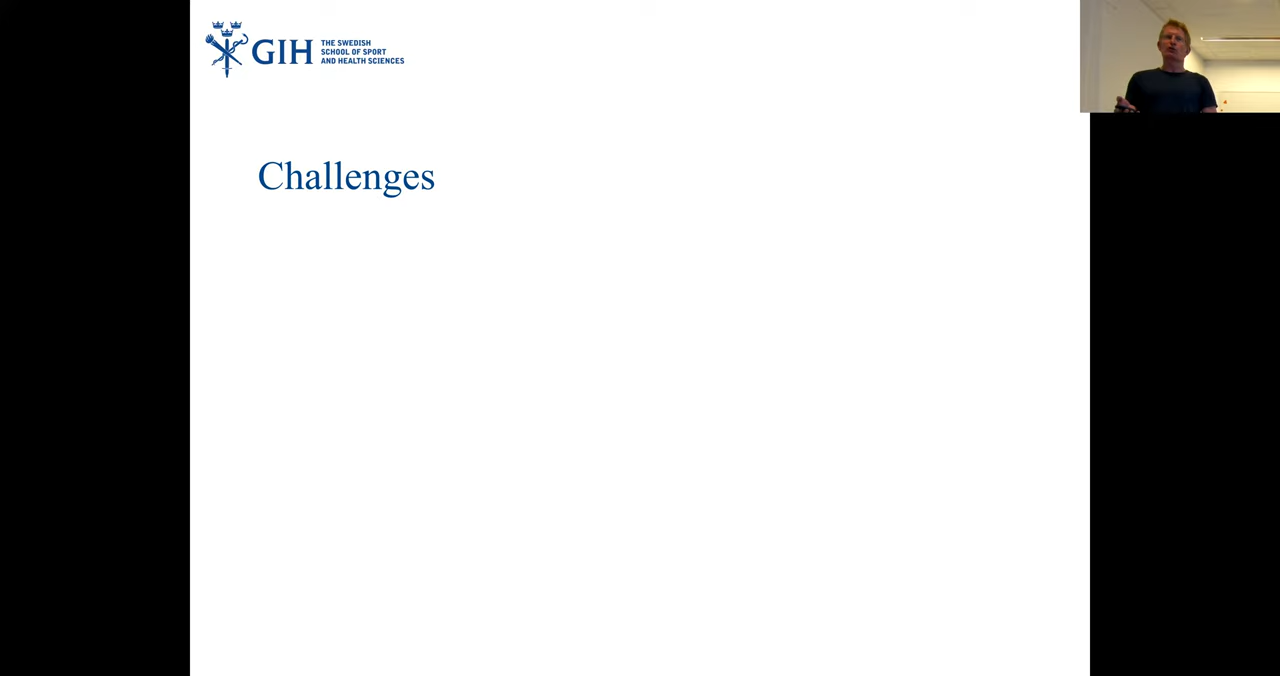 GIH
THE SWEDISH
SCHOOL OF SPORT
AND HEALTH SCIENCES
Challenges